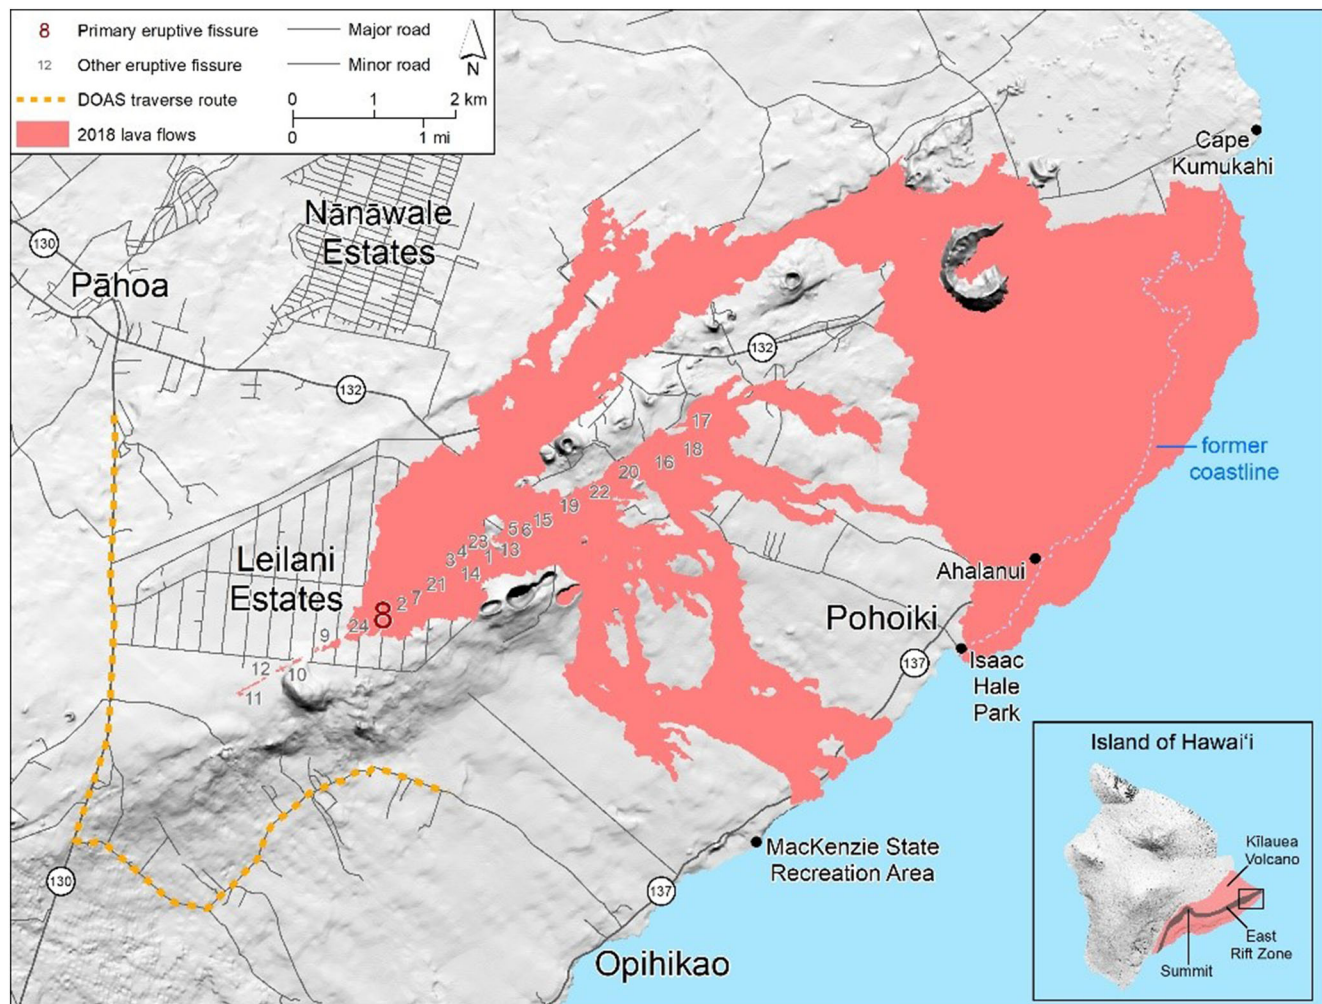 8 Primary eruptive fissure
12 Other eruptive fissure
DOAS traverse route
2018 lava flows
Major road
Minor road
N
0 1 2 km
0 1 mi
Cape
Kumukahi
Nānāwale
Estates
130
Pāhoa
132
132
former
coastline
17
18
16
20
22
19
15
5 6
23
13
4
3
1
14
21
7
2
8
24
9
12
10
11
Leilani
Estates
Ahalanui
Pohoiki
137
Isaac
Hale
Park
MacKenzie State
Recreation Area
130
137
Opihikao
Island of Hawai‘i
Kīlauea
Volcano
East
Rift Zone
Summit